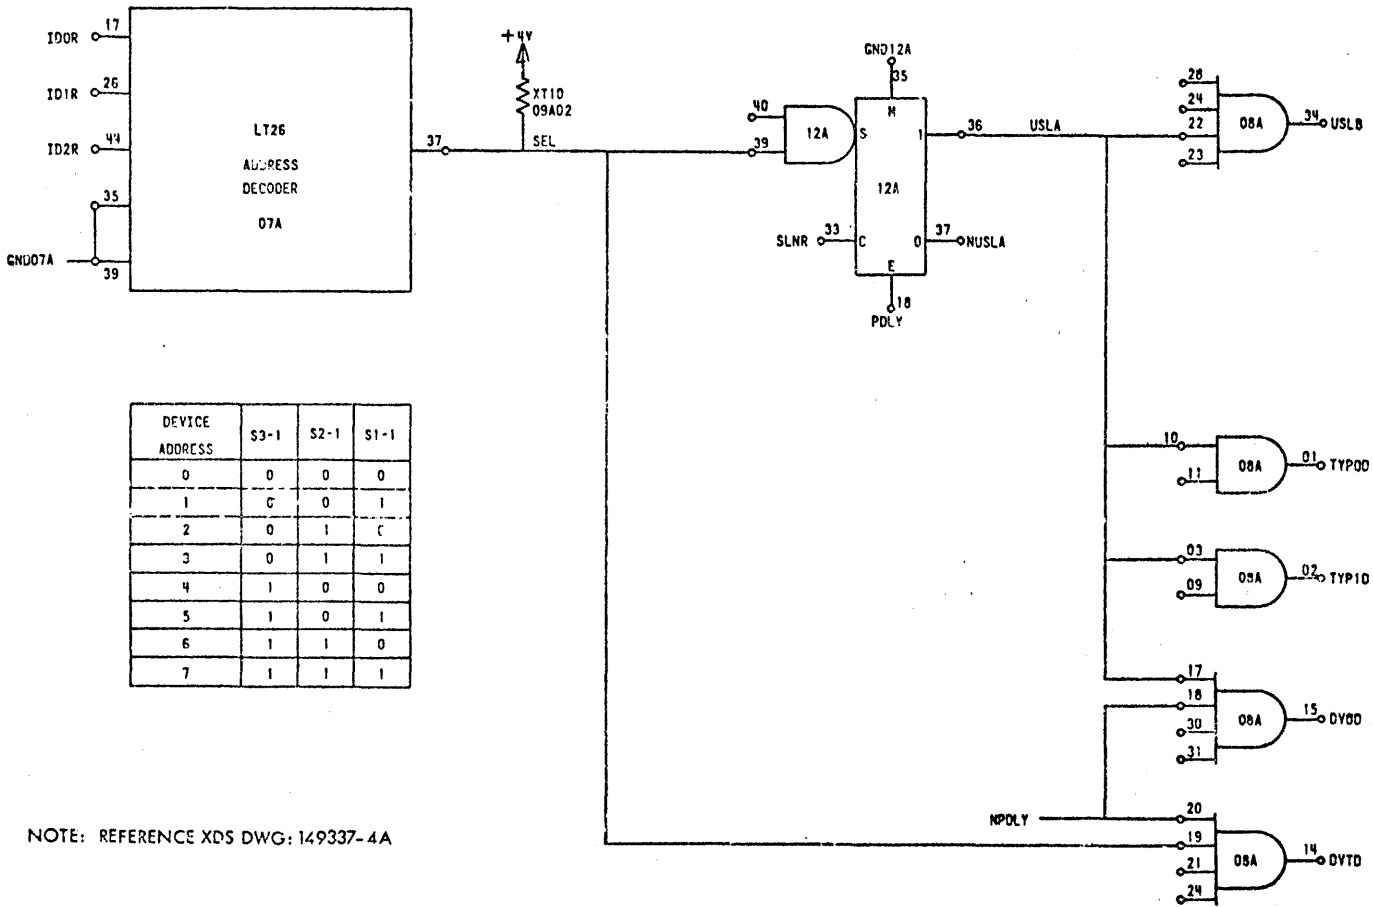 ID0R 17
ID1R 26
ID2R 44
35
GND07A
39
LT26
ADDRESS
DECODER
07A
37
+4V
XT10
09A02
SEL
40
39
12A
GND12A
35
M
S
1
12A
C
0
E
SLNR 33
18
PDLY
36
USLA
37
NUSLA
28
24
22
23
08A
34 USLB
10
11
08A
01 TYP0D
03
09
08A
02 TYP1D
17
18
30
31
08A
15
NPDLY
20
19
21
24
08A
14
DEVICE ADDRESS S3-1 S2-1 S1-1
0 0 0 0
1 0 0 1
2 0 1 0
3 0 1 1
4 1 0 0
5 1 0 1
6 1 1 0
7 1 1 1
NOTE: REFERENCE XDS DWG: 149337-4A